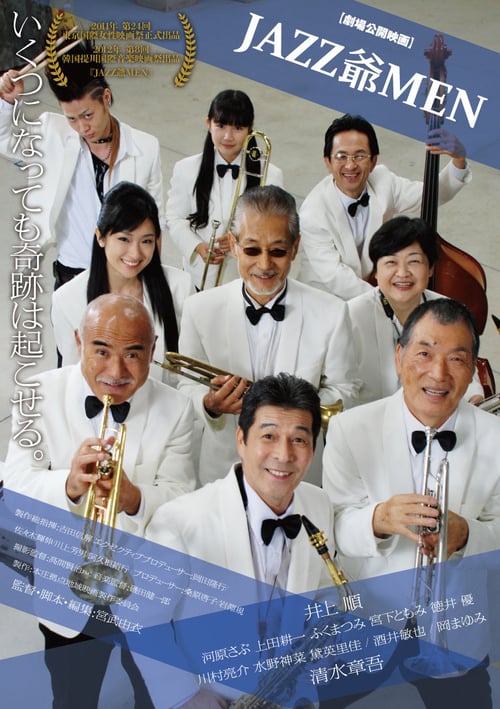 【劇場公開映画】
JAZZ爺MEN
2011年 第24回
東京国際女性映画祭正式出品
2012年 第8回
韓国堤川国際音楽映画祭出品
『JAZZ爺MEN』
いくつになっても奇跡は起こせる。
監督・脚本・編集:宮武由衣
井上 順
河原さぶ 上田耕一 ふくまつみ 宮下ともみ 徳井 優
川村亮介 水野神菜 黛英里佳 / 酒井敏也 / 岡まゆみ
清水章吾